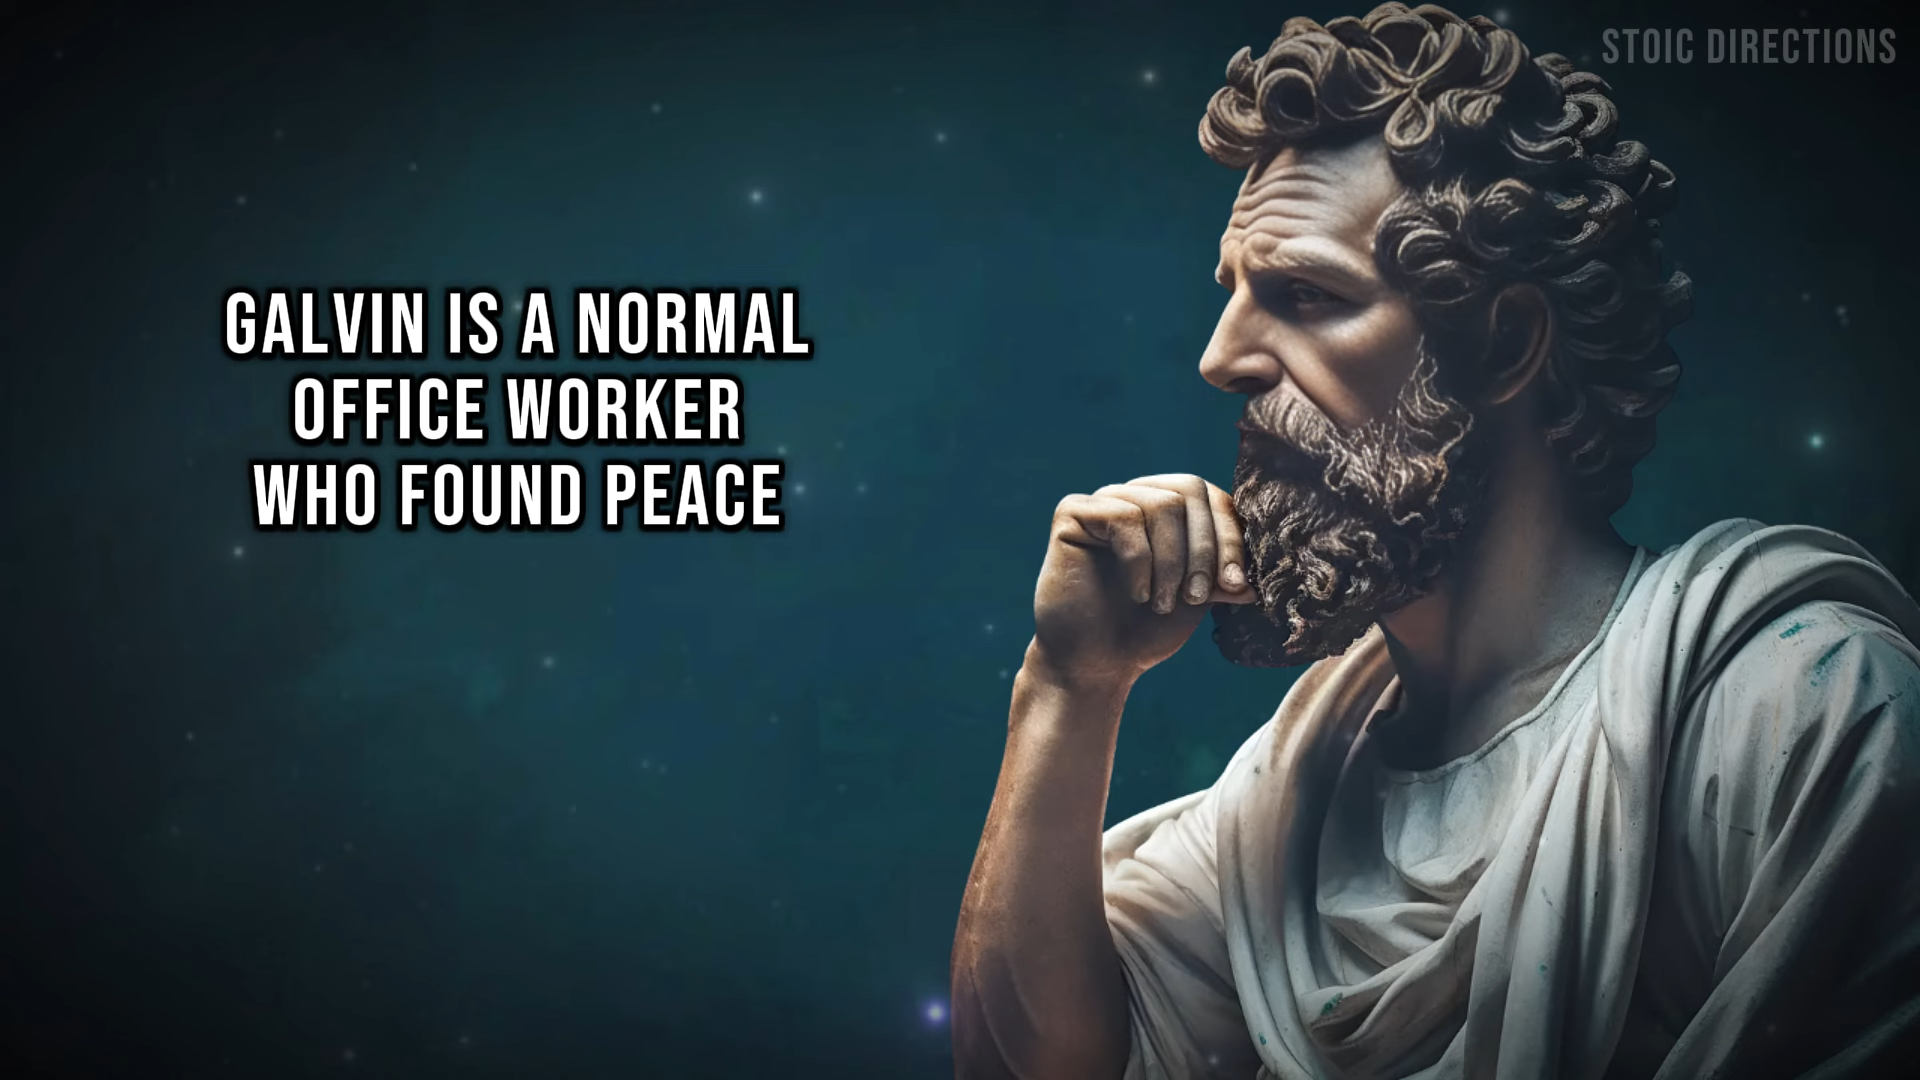 STOIC DIRECTIONS
GALVIN IS A NORMAL
OFFICE WORKER
WHO FOUND PEACE